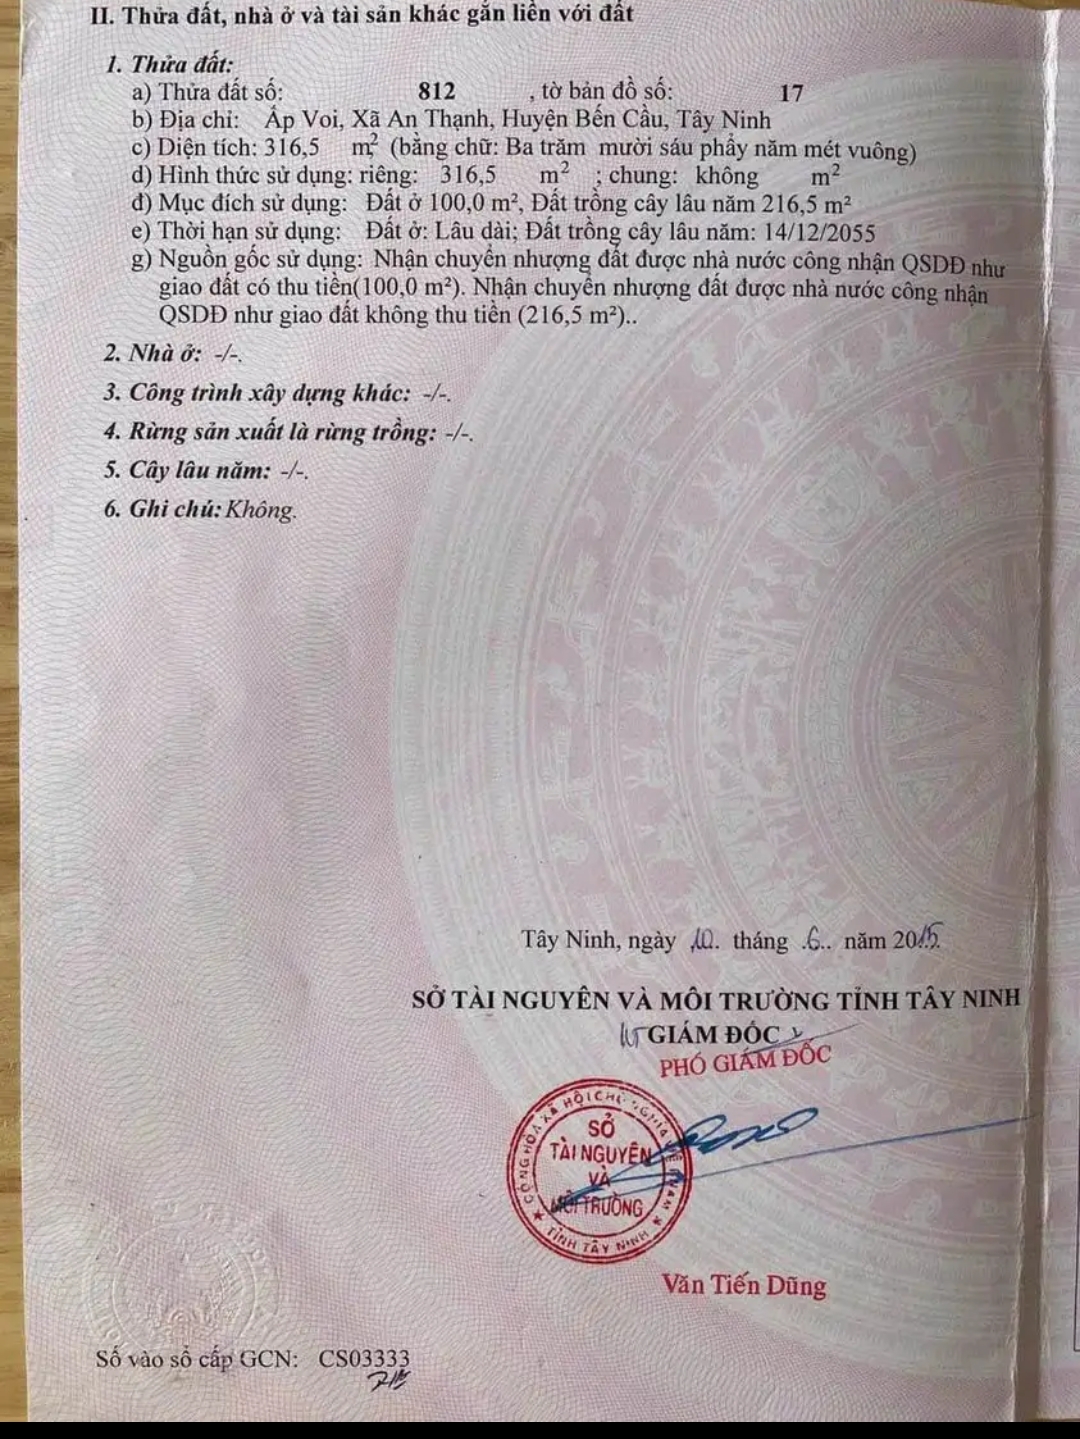 II. Thửa đất, nhà ở và tài sản khác gắn liền với đất
1. Thửa đất:
a) Thửa đất số: 812 , tờ bản đồ số: 17
b) Địa chỉ: Ấp Voi, Xã An Thạnh, Huyện Bến Cầu, Tây Ninh
c) Diện tích: 316,5 m² (bằng chữ: Ba trăm mười sáu phẩy năm mét vuông)
d) Hình thức sử dụng: riêng: 316,5 m² ; chung: không m²
đ) Mục đích sử dụng: Đất ở 100,0 m², Đất trồng cây lâu năm 216,5 m²
e) Thời hạn sử dụng: Đất ở: Lâu dài; Đất trồng cây lâu năm: 14/12/2055
g) Nguồn gốc sử dụng: Nhận chuyển nhượng đất được nhà nước công nhận QSDĐ như
giao đất có thu tiền(100,0 m²). Nhận chuyển nhượng đất được nhà nước công nhận
QSDĐ như giao đất không thu tiền (216,5 m²)..
2. Nhà ở: -/-.
3. Công trình xây dựng khác: -/-.
4. Rừng sản xuất là rừng trồng: -/-.
5. Cây lâu năm: -/-.
6. Ghi chú: Không.
Tây Ninh, ngày 10. tháng .6.. năm 2015
SỞ TÀI NGUYÊN VÀ MÔI TRƯỜNG TỈNH TÂY NINH
GIÁM ĐỐC
PHÓ GIÁM ĐỐC
CỘNG HÒA XÃ HỘI CHỦ NGHĨA VIỆT NAM
SỞ
TÀI NGUYÊN
VÀ
MÔI TRƯỜNG
TỈNH TÂY NINH
Văn Tiến Dũng
Số vào sổ cấp GCN: CS03333